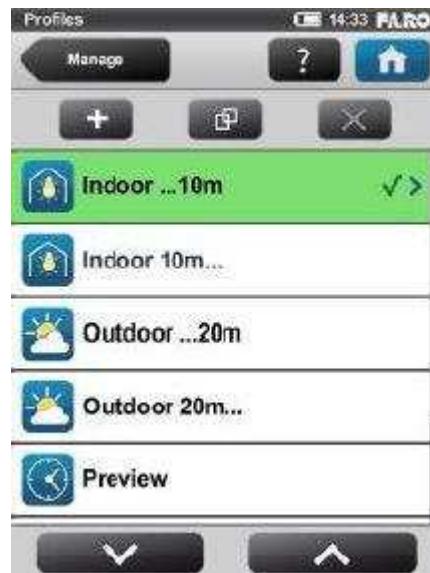 Profiles 14:33 FARO
Manage ?
Indoor ...10m
Indoor 10m...
Outdoor ...20m
Outdoor 20m...
Preview